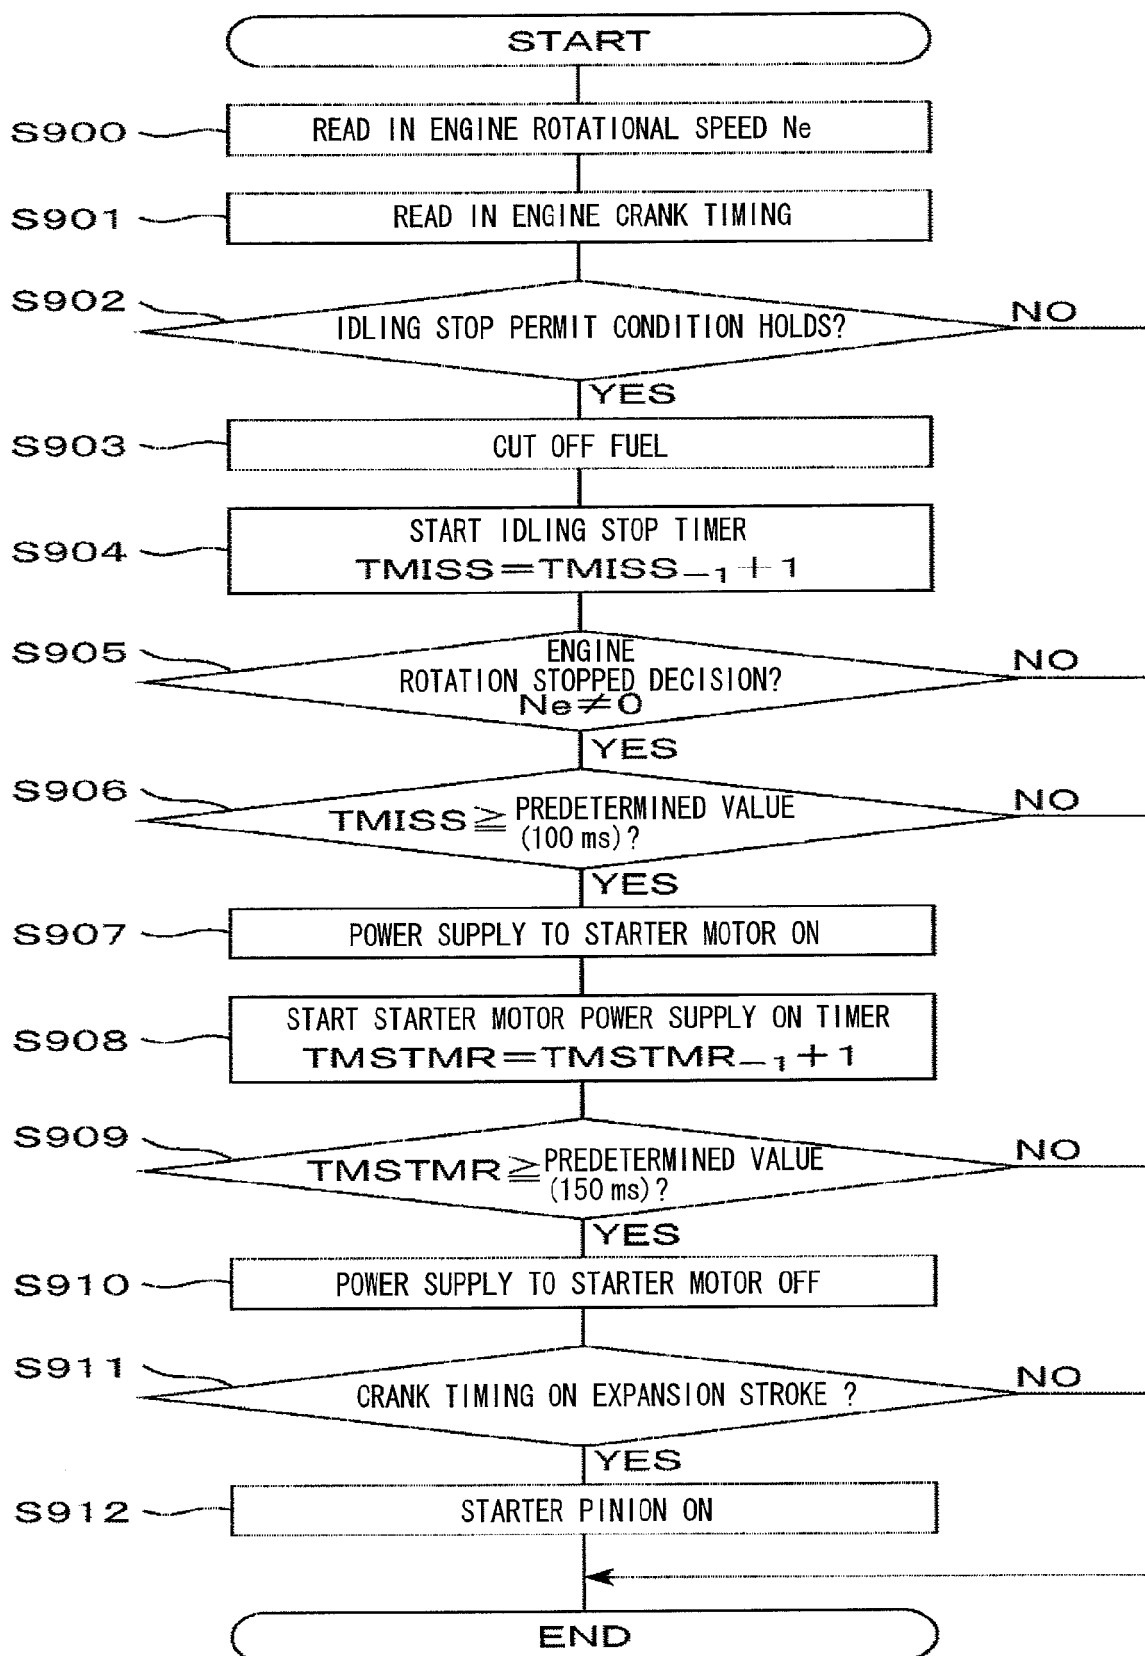 START
S900
READ IN ENGINE ROTATIONAL SPEED Ne
S901
READ IN ENGINE CRANK TIMING
S902
IDLING STOP PERMIT CONDITION HOLDS?
NO
YES
S903
CUT OFF FUEL
S904
START IDLING STOP TIMER
TMISS=TMISS₋₁+1
S905
ENGINE
ROTATION STOPPED DECISION?
Ne≠0
NO
YES
S906
TMISS≧PREDETERMINED VALUE
(100 ms)?
NO
YES
S907
POWER SUPPLY TO STARTER MOTOR ON
S908
START STARTER MOTOR POWER SUPPLY ON TIMER
TMSTMR=TMSTMR₋₁+1
S909
TMSTMR≧PREDETERMINED VALUE
(150 ms)?
NO
YES
S910
POWER SUPPLY TO STARTER MOTOR OFF
S911
CRANK TIMING ON EXPANSION STROKE ?
NO
YES
S912
STARTER PINION ON
END